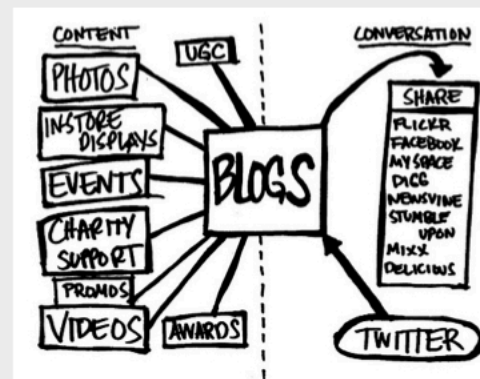 CONTENT
PHOTOS
INSTORE
DISPLAYS
EVENTS
CHARITY
SUPPORT
PROMOS
VIDEOS
UGC
BLOGS
AWARDS
CONVERSATION
SHARE
FLICKR
FACEBOOK
MYSPACE
DIGG
NEWSVINE
STUMBLE
UPON
MIXX
DELICIOUS
TWITTER